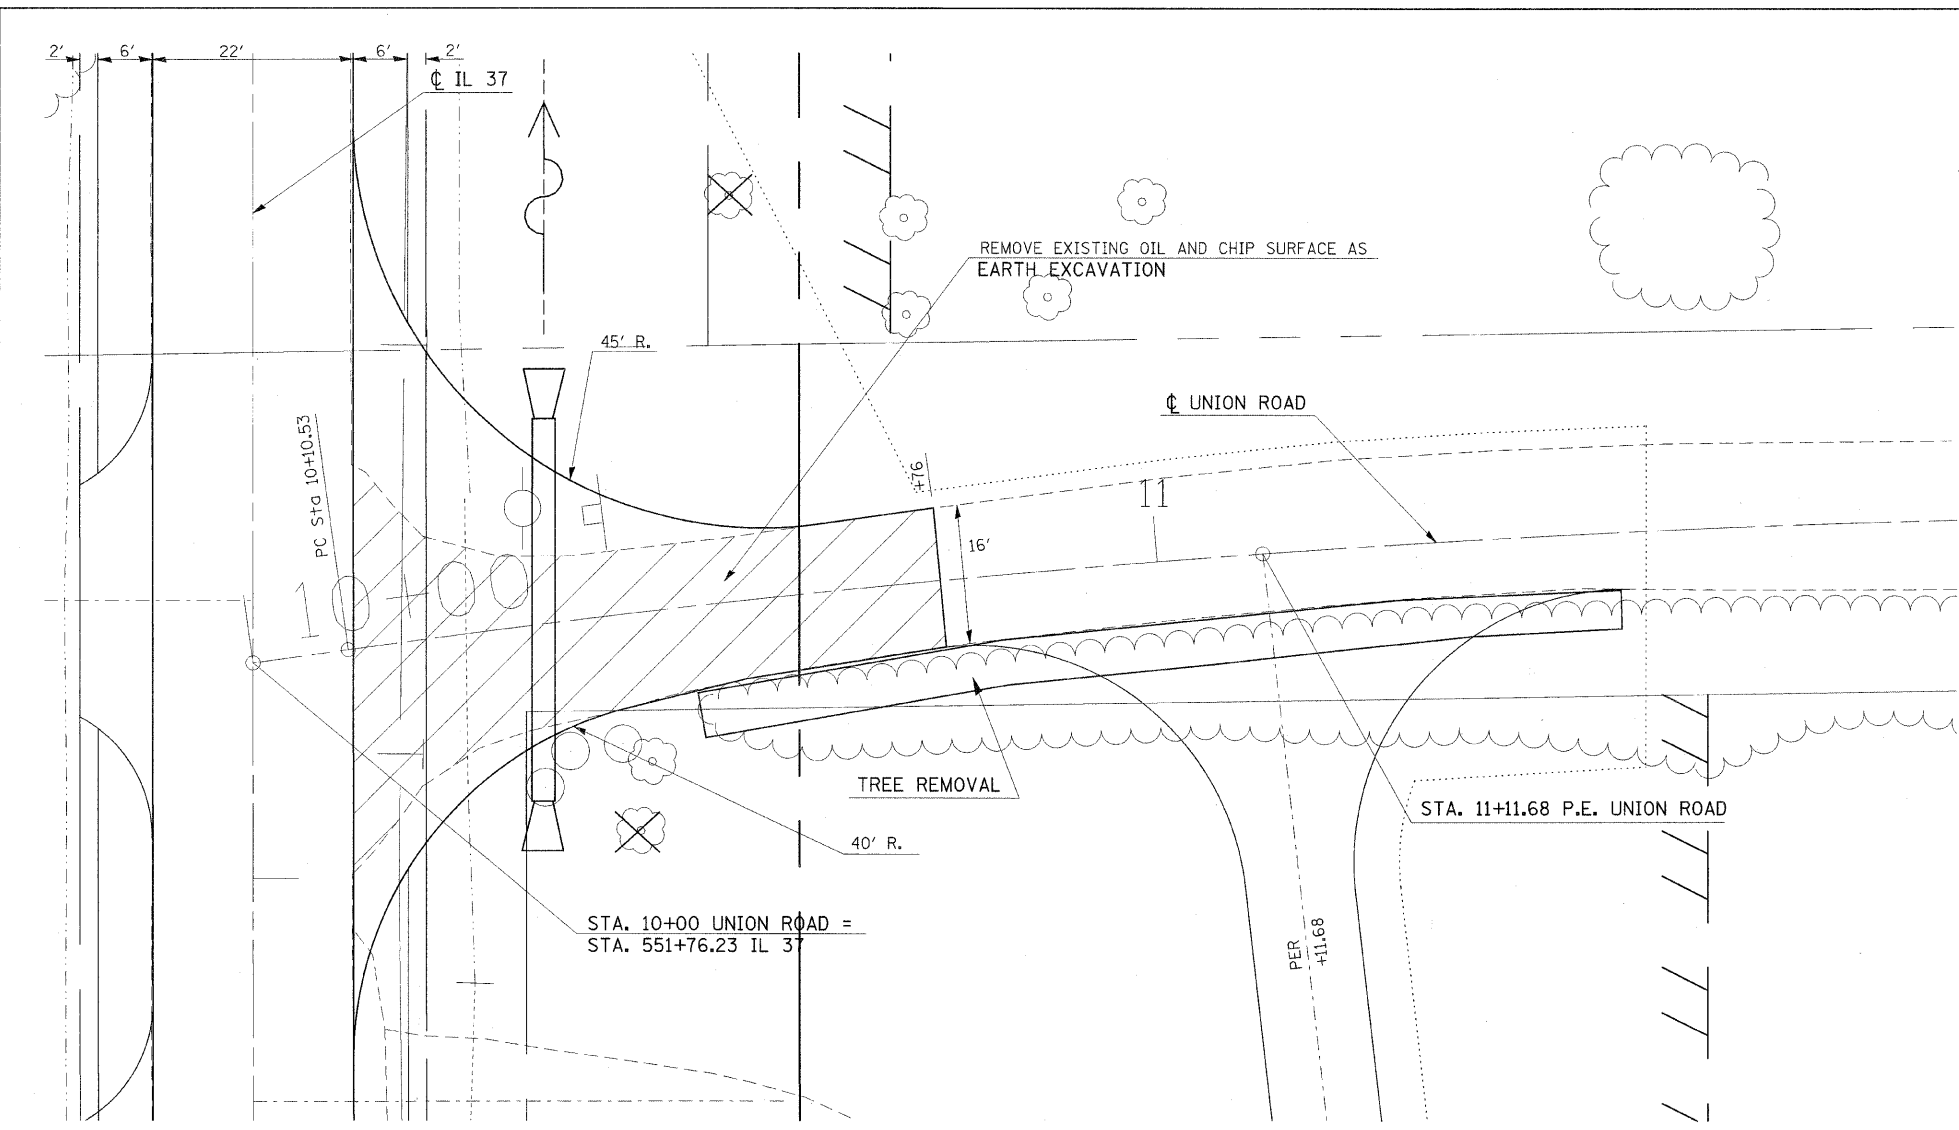 2' 6' 22' 6' 2'
℄ IL 37
REMOVE EXISTING OIL AND CHIP SURFACE AS
EARTH EXCAVATION
45' R.
℄ UNION ROAD
PC Sta 10+10.53
+76
11
16'
10+00
TREE REMOVAL
STA. 11+11.68 P.E. UNION ROAD
40' R.
STA. 10+00 UNION ROAD =
STA. 551+76.23 IL 37
PER
+11.68